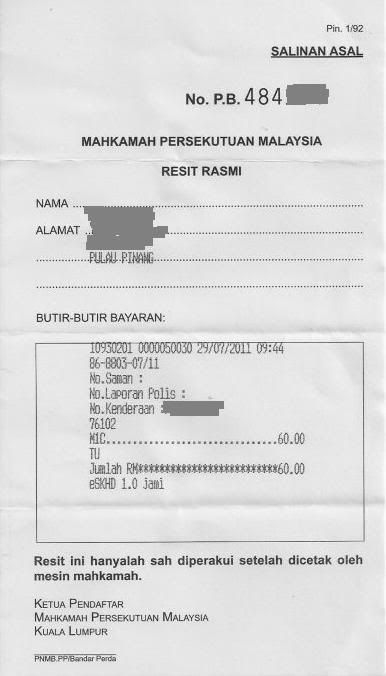 Pin. 1/92
SALINAN ASAL
No. P.B. 484
MAHKAMAH PERSEKUTUAN MALAYSIA
RESIT RASMI
NAMA
ALAMAT
PULAU PINANG
BUTIR-BUTIR BAYARAN:
10930201 0000050030 29/07/2011 09:44
86-8803-07/11
No.Saman :
No.Laporan Polis :
No.Kenderaan :
76102
M1C..............................60.00
TU
Jumlah RM*************************60.00
eSKHD 1.0 jami
Resit ini hanyalah sah diperakui setelah dicetak oleh
mesin mahkamah.
KETUA PENDAFTAR
MAHKAMAH PERSEKUTUAN MALAYSIA
KUALA LUMPUR
PNMB.PP/Bandar Perda